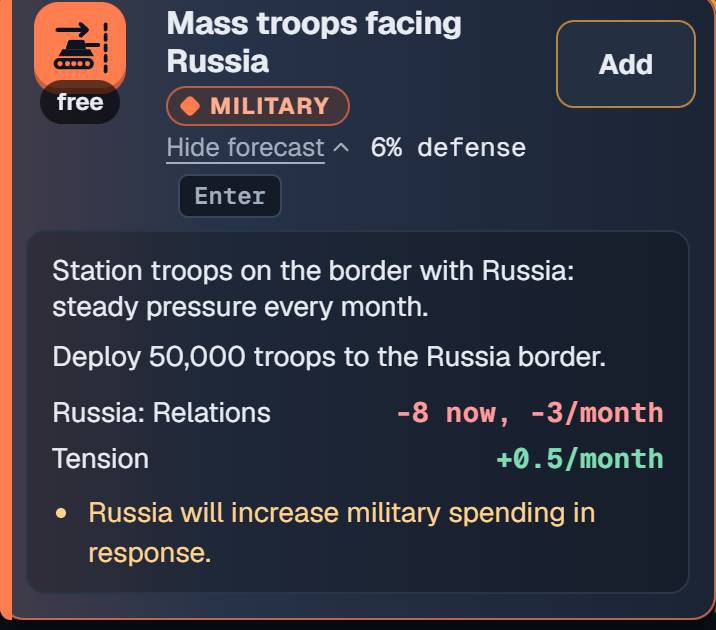 Mass troops facing
Russia
Add
free
MILITARY
Hide forecast 6% defense
Enter
Station troops on the border with Russia:
steady pressure every month.
Deploy 50,000 troops to the Russia border.
Russia: Relations -8 now, -3/month
Tension +0.5/month
• Russia will increase military spending in
response.